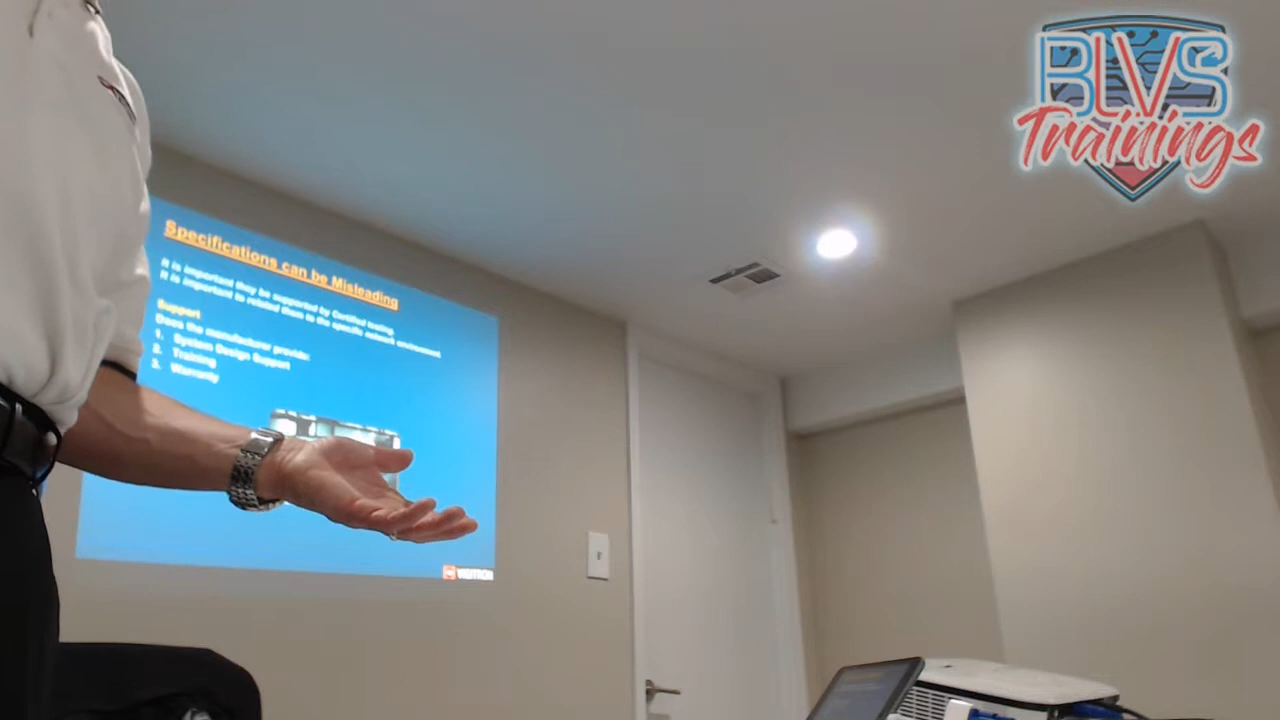 BLVS
Trainings
Specifications can be Misleading
It is important they be supported by Certified testing.
It is important to related them to the specific network environment.
Support
Does the manufacturer provide:
1. System Design Support
2. Training
3. Warranty